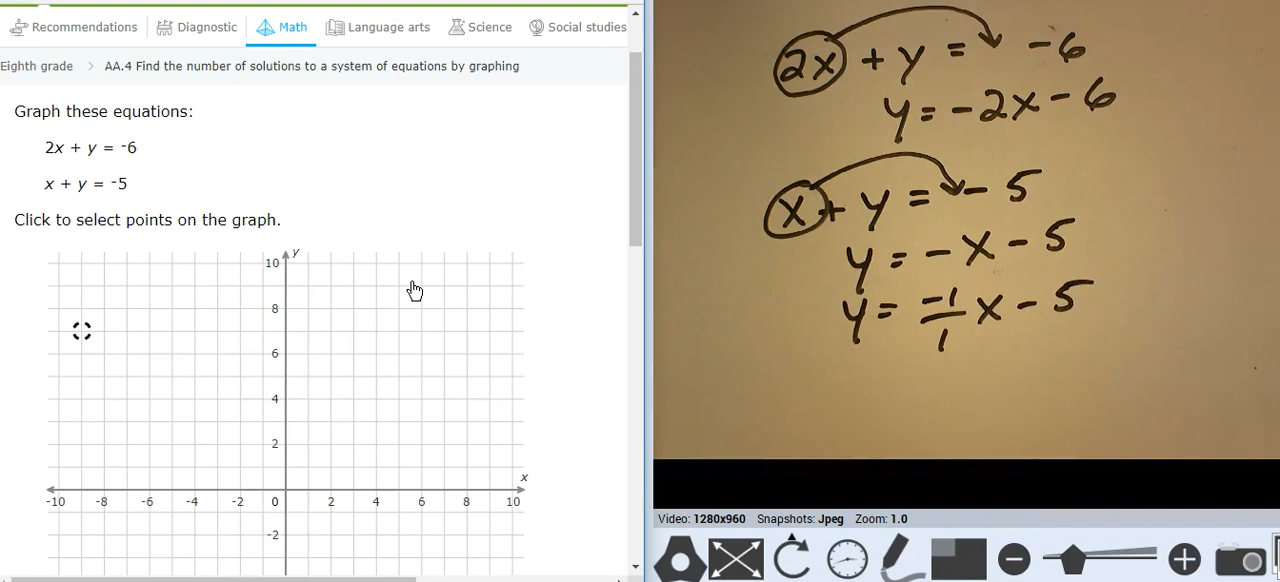 Recommendations Diagnostic Math Language arts Science Social studies
Eighth grade > AA.4 Find the number of solutions to a system of equations by graphing
Graph these equations:
2x + y = -6
x + y = -5
Click to select points on the graph.
y
10
8
6
4
2
x
-10 -8 -6 -4 -2 0 2 4 6 8 10
-2
2x + y = -6
y = -2x - 6
x + y = -5
y = -x - 5
y = -1/1 x - 5
Video: 1280x960 Snapshots: Jpeg Zoom: 1.0